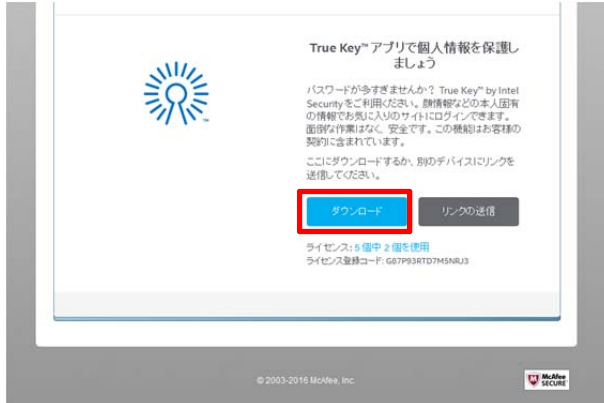 True Key™ アプリで個人情報を保護し
ましょう
パスワードが多すぎませんか? True Key™ by Intel
Security をご利用ください。顔情報などの本人固有
の情報でお気に入りのサイトにログインできます。
面倒な作業はなく、安全です。この機能はお客様の
契約に含まれています。
ここにダウンロードするか、別のデバイスにリンクを
送信してください。
ダウンロード
リンクの送信
ライセンス: 5 個中 2 個を使用
ライセンス登録コード: G87P93RTD7M5NRJ3
© 2003-2016 McAfee, Inc.
McAfee
SECURE